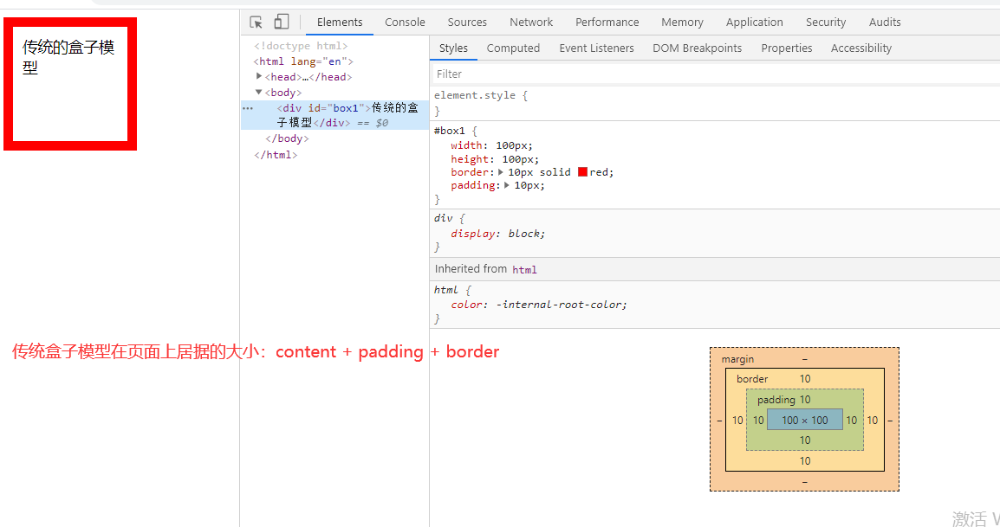 传统的盒子模
型
Elements Console Sources Network Performance Memory Application Security Audits
<!doctype html>
<html lang="en">
<head>…</head>
<body>
<div id="box1">传统的盒
子模型</div> == $0
</body>
</html>
Styles Computed Event Listeners DOM Breakpoints Properties Accessibility
Filter
element.style {
}
#box1 {
width: 100px;
height: 100px;
border: 10px solid red;
padding: 10px;
}
div {
display: block;
}
Inherited from html
html {
color: -internal-root-color;
}
传统盒子模型在页面上居据的大小：content + padding + border
margin –
border 10
padding 10
– 10 10 100 × 100 10 10 –
10
10
–
激活